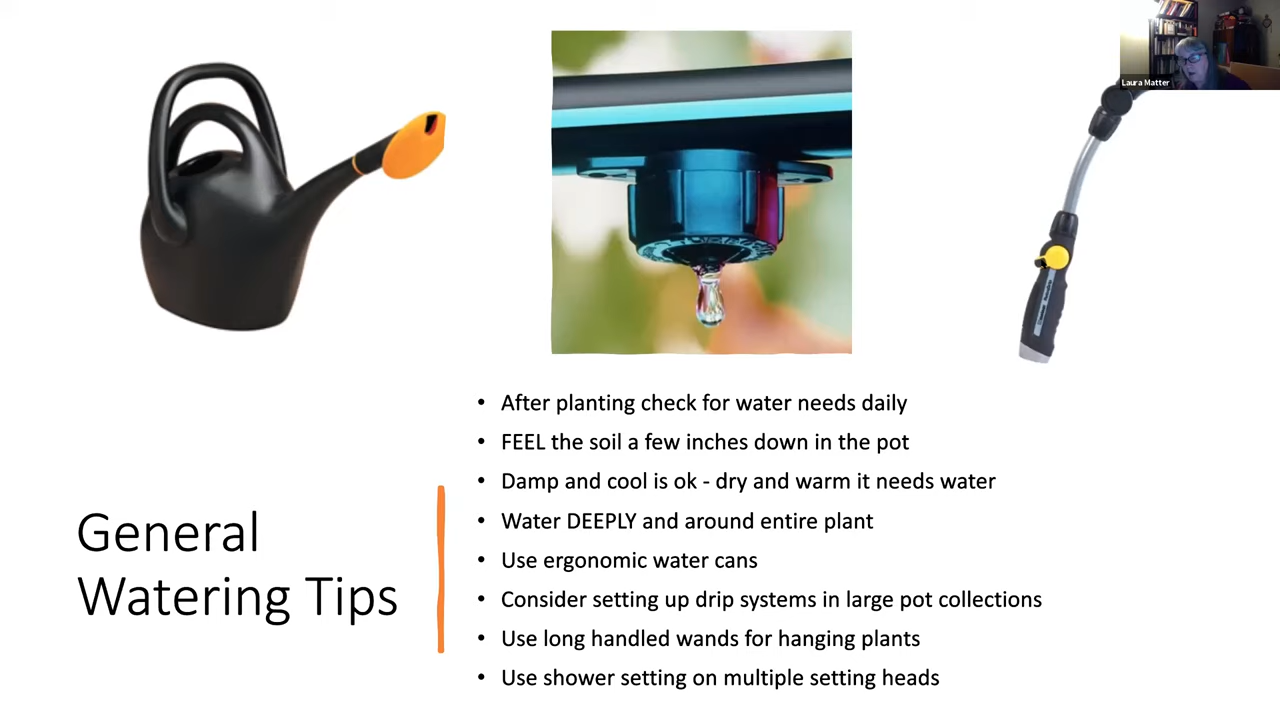 Laura Matter
• After planting check for water needs daily
• FEEL the soil a few inches down in the pot
• Damp and cool is ok - dry and warm it needs water
• Water DEEPLY and around entire plant
• Use ergonomic water cans
• Consider setting up drip systems in large pot collections
• Use long handled wands for hanging plants
• Use shower setting on multiple setting heads
General
Watering Tips